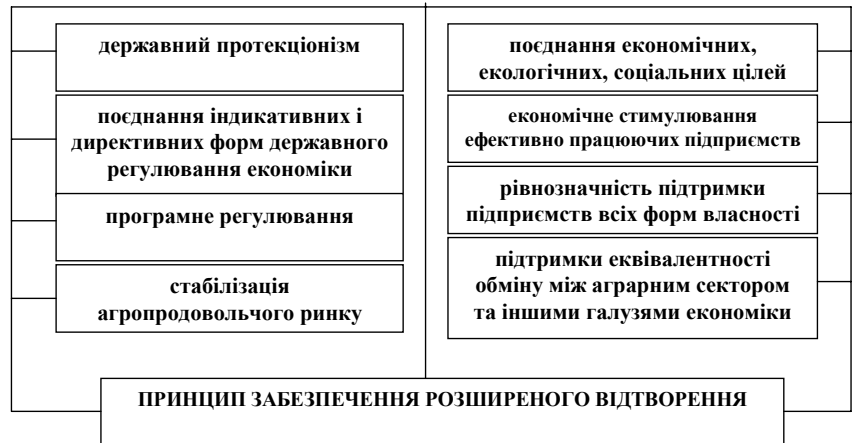 державний протекціонізм
поєднання індикативних і
директивних форм державного
регулювання економіки
програмне регулювання
стабілізація
агропродовольчого ринку
поєднання економічних,
екологічних, соціальних цілей
економічне стимулювання
ефективно працюючих підприємств
рівнозначність підтримки
підприємств всіх форм власності
підтримки еквівалентності
обміну між аграрним сектором
та іншими галузями економіки
ПРИНЦИП ЗАБЕЗПЕЧЕННЯ РОЗШИРЕНОГО ВІДТВОРЕННЯ